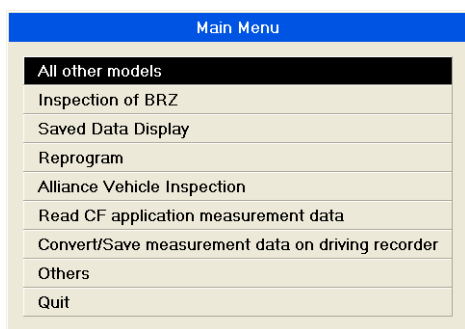 Main Menu
All other models
Inspection of BRZ
Saved Data Display
Reprogram
Alliance Vehicle Inspection
Read CF application measurement data
Convert/Save measurement data on driving recorder
Others
Quit